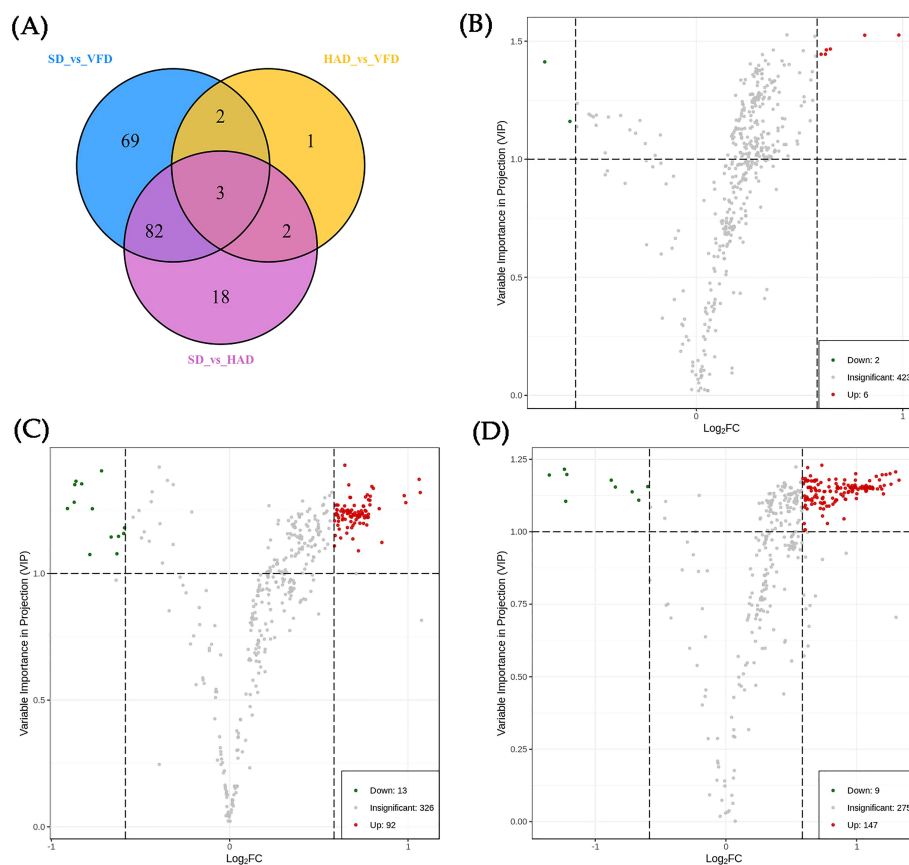 (A)
SD_vs_VFD
HAD_vs_VFD
69
2
1
3
82
2
18
SD_vs_HAD
(B)
Variable Importance in Projection (VIP)
1.5
1.0
0.5
0.0
0
Log₂FC
Down: 2
Insignificant: 423
Up: 6
(C)
Variable Importance in Projection (VIP)
1.0
0.5
0.0
0
1
Log₂FC
Down: 13
Insignificant: 326
Up: 92
(D)
Variable Importance in Projection (VIP)
1.25
1.00
0.75
0.50
0.25
0.00
-1
0
1
Log₂FC
Down: 9
Insignificant: 275
Up: 147